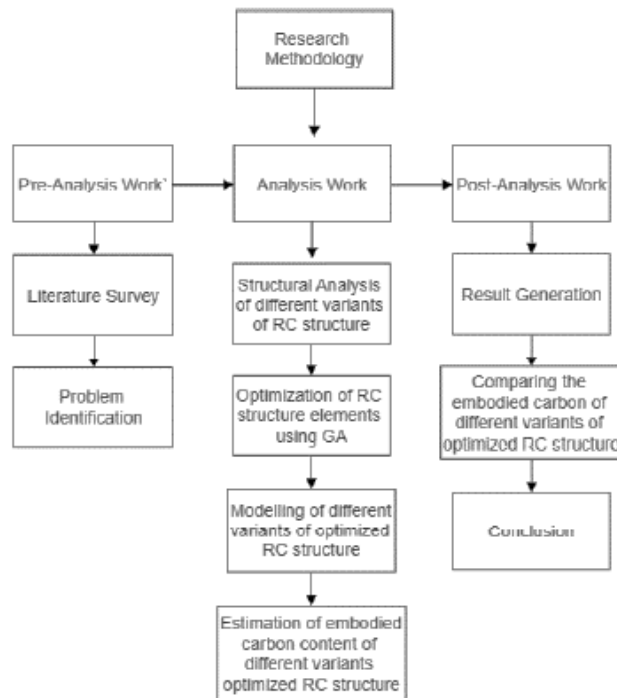 Research
Methodology
Pre-Analysis Work`
Analysis Work
Post-Analysis Work
Literature Survey
Structural Analysis
of different variants
of RC structure
Result Generation
Problem
Identification
Optimization of RC
structure elements
using GA
Comparing the
embodied carbon of
different variants of
optimized RC structure
Modelling of different
variants of optimized
RC structure
Conclusion
Estimation of embodied
carbon content of
different variants
optimized RC structure